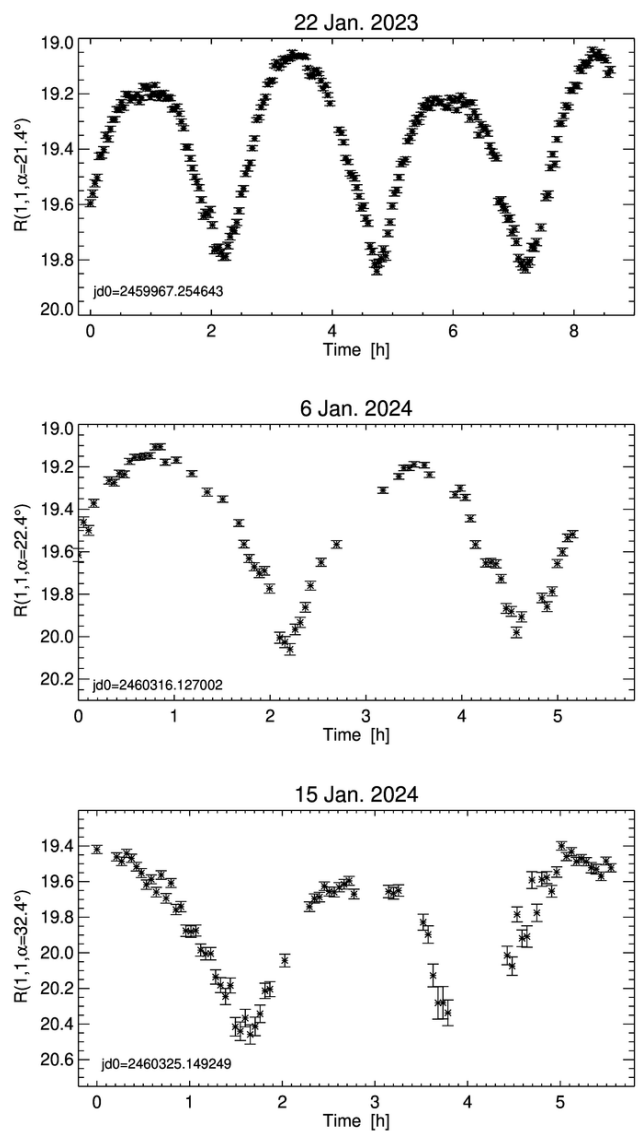 22 Jan. 2023
19.0
19.2
19.4
19.6
19.8
20.0
R(1,1,α=21.4°)
jd0=2459967.254643
0 2 4 6 8
Time [h]
6 Jan. 2024
19.0
19.2
19.4
19.6
19.8
20.0
20.2
R(1,1,α=22.4°)
jd0=2460316.127002
0 1 2 3 4 5
Time [h]
15 Jan. 2024
19.4
19.6
19.8
20.0
20.2
20.4
20.6
R(1,1,α=32.4°)
jd0=2460325.149249
0 1 2 3 4 5
Time [h]